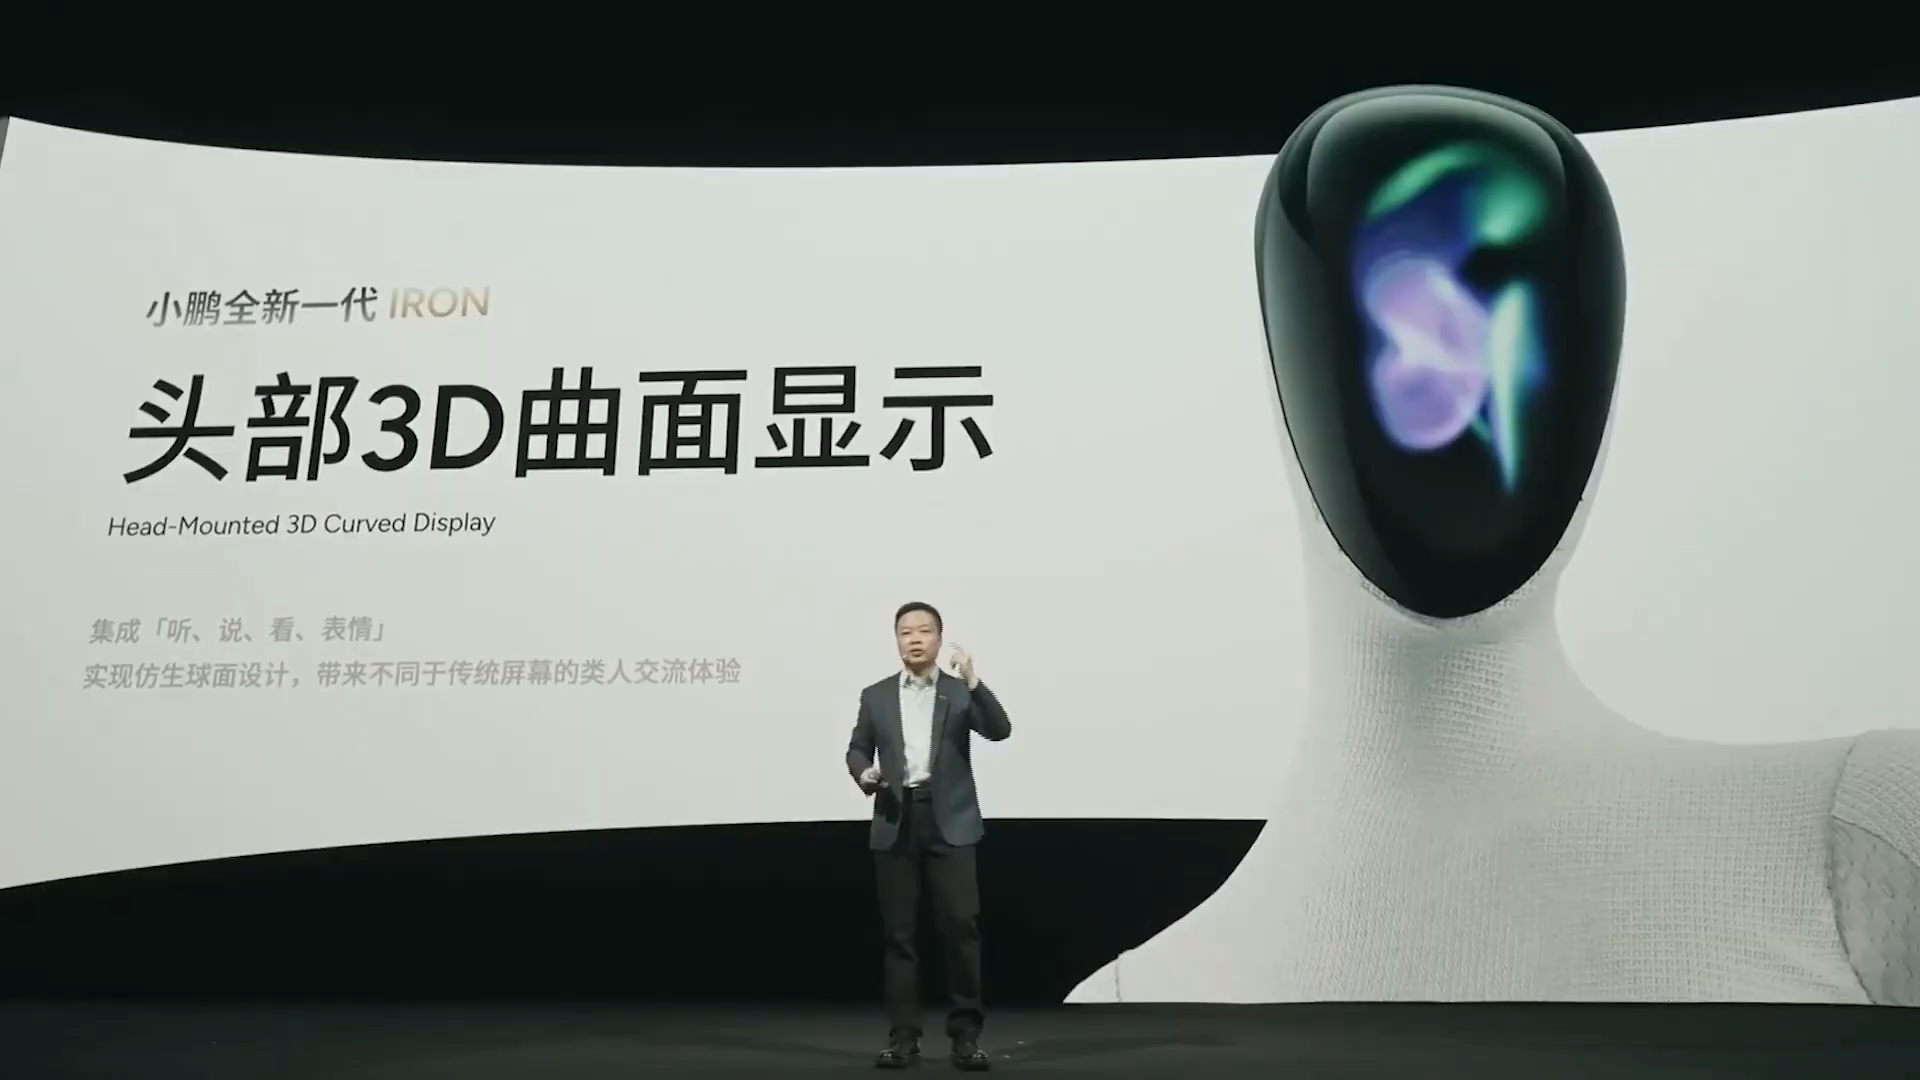 小鹏全新一代 IRON
头部3D曲面显示
Head-Mounted 3D Curved Display
集成「听、说、看、表情」
实现仿生球面设计，带来不同于传统屏幕的类人交流体验